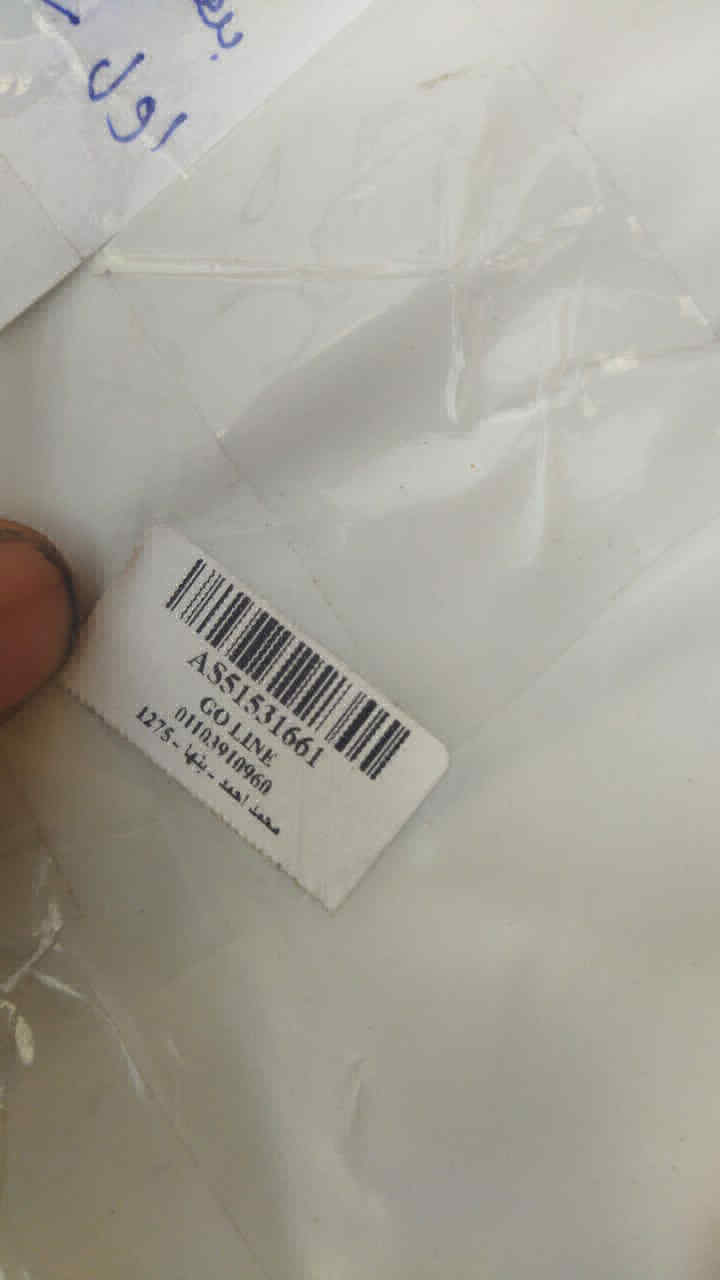 اول
AS51531661
GO LINE
01103910960
محمد احمد - بنها - 1275